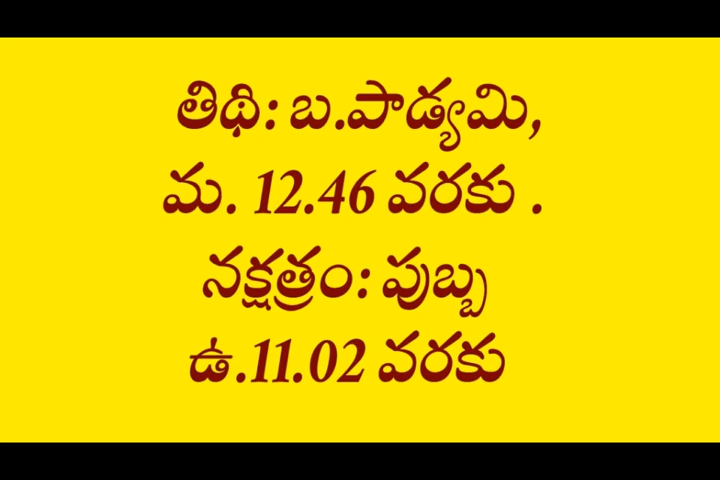 తిథి: బ.పాడ్యమి,
మ. 12.46 వరకు .
నక్షత్రం: పుబ్బ
ఉ.11.02 వరకు